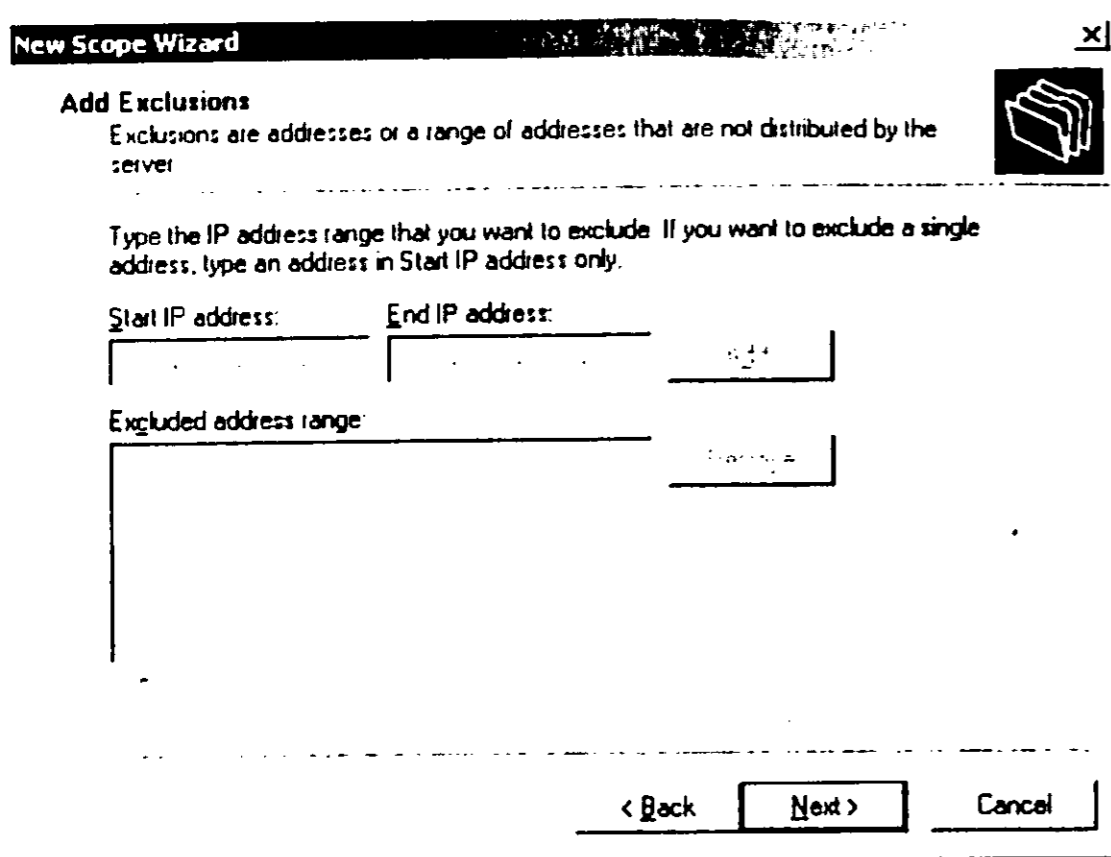 New Scope Wizard
Add Exclusions
Exclusions are addresses or a range of addresses that are not distributed by the
server
Type the IP address range that you want to exclude If you want to exclude a single
address, type an address in Start IP address only.
Start IP address: End IP address:
Excluded address range:
< Back Next > Cancel